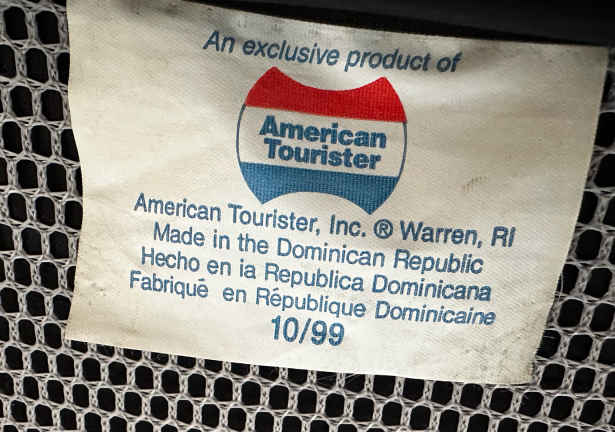 An exclusive product of
American
Tourister
American Tourister, Inc. ® Warren, RI
Made in the Dominican Republic
Hecho en ia Republica Dominicana
Fabriquē en République Dominicaine
10/99